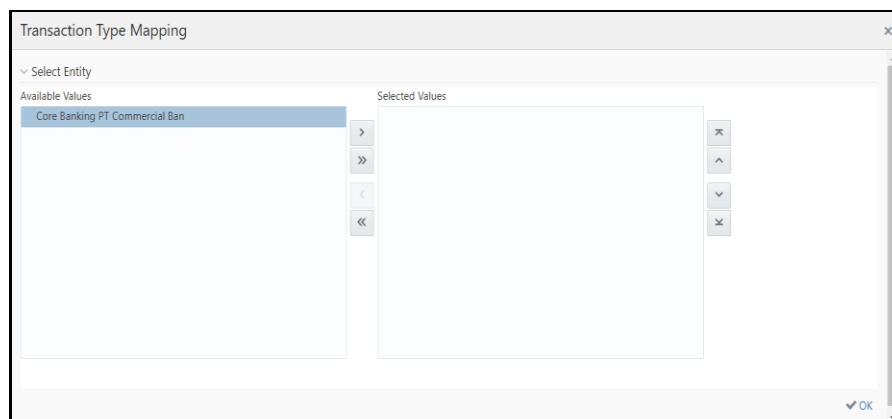 Transaction Type Mapping
Select Entity
Available Values
Selected Values
Core Banking PT Commercial Ban
OK